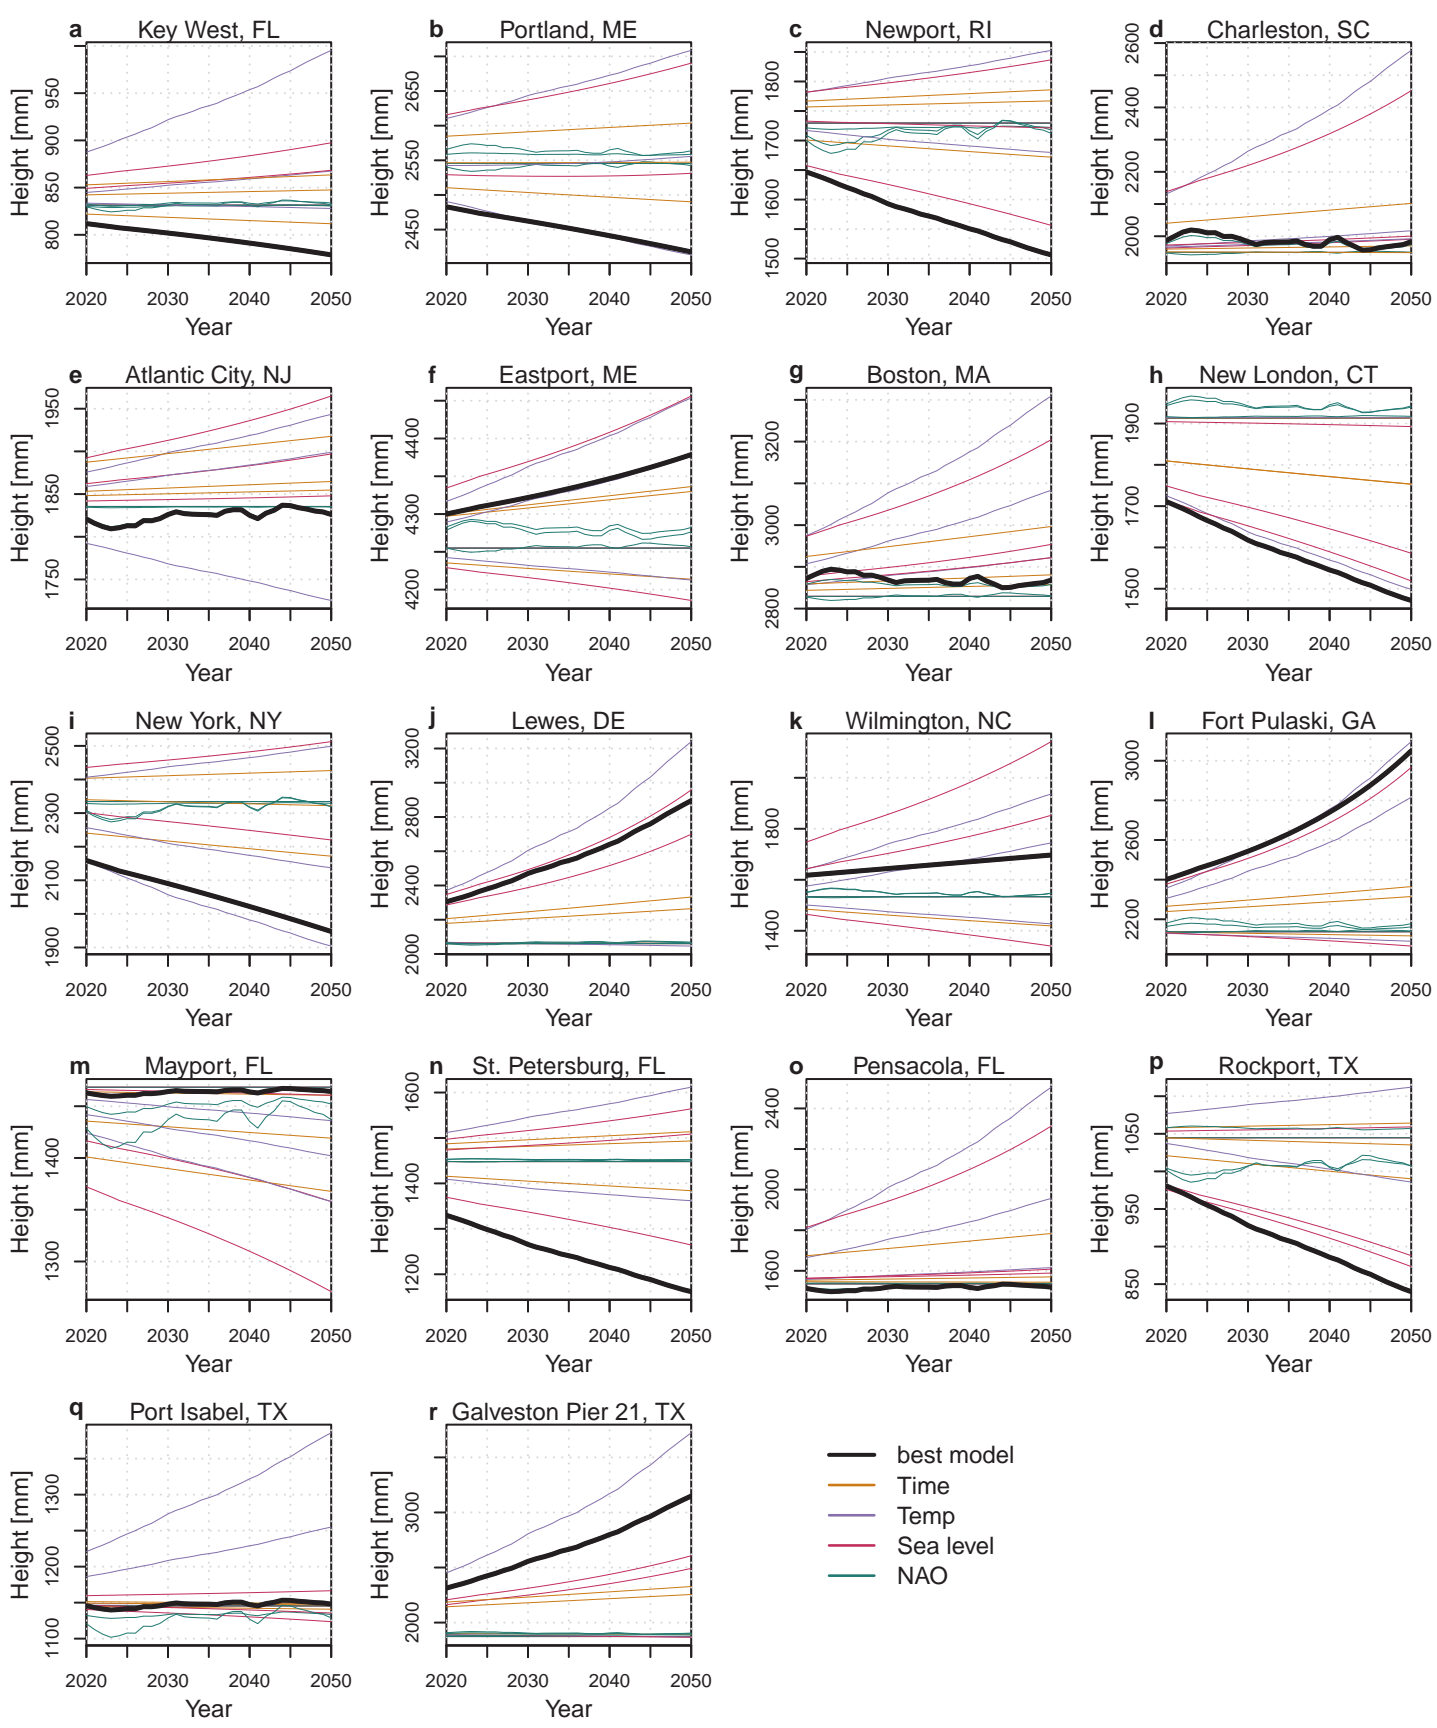 a Key West, FL
Height [mm]
800 850 900 950
2020 2030 2040 2050
Year
b Portland, ME
Height [mm]
2450 2550 2650
2020 2030 2040 2050
Year
c Newport, RI
Height [mm]
1500 1600 1700 1800
2020 2030 2040 2050
Year
d Charleston, SC
Height [mm]
2000 2200 2400 2600
2020 2030 2040 2050
Year
e Atlantic City, NJ
Height [mm]
1750 1850 1950
2020 2030 2040 2050
Year
f Eastport, ME
Height [mm]
4200 4300 4400
2020 2030 2040 2050
Year
g Boston, MA
Height [mm]
2800 3000 3200
2020 2030 2040 2050
Year
h New London, CT
Height [mm]
1500 1700 1900
2020 2030 2040 2050
Year
i New York, NY
Height [mm]
1900 2100 2300 2500
2020 2030 2040 2050
Year
j Lewes, DE
Height [mm]
2000 2400 2800 3200
2020 2030 2040 2050
Year
k Wilmington, NC
Height [mm]
1400 1800
2020 2030 2040 2050
Year
l Fort Pulaski, GA
Height [mm]
2200 2600 3000
2020 2030 2040 2050
Year
m Mayport, FL
Height [mm]
1300 1400
2020 2030 2040 2050
Year
n St. Petersburg, FL
Height [mm]
1200 1400 1600
2020 2030 2040 2050
Year
o Pensacola, FL
Height [mm]
1600 2000 2400
2020 2030 2040 2050
Year
p Rockport, TX
Height [mm]
850 950 1050
2020 2030 2040 2050
Year
q Port Isabel, TX
Height [mm]
1100 1200 1300
2020 2030 2040 2050
Year
r Galveston Pier 21, TX
Height [mm]
2000 3000
2020 2030 2040 2050
Year
best model
Time
Temp
Sea level
NAO